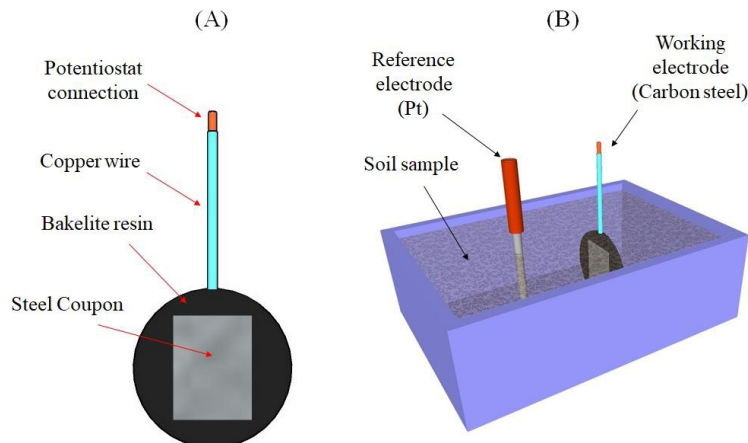 (A)
Potentiostat
connection
Copper wire
Bakelite resin
Steel Coupon
(B)
Reference
electrode
(Pt)
Working
electrode
(Carbon steel)
Soil sample